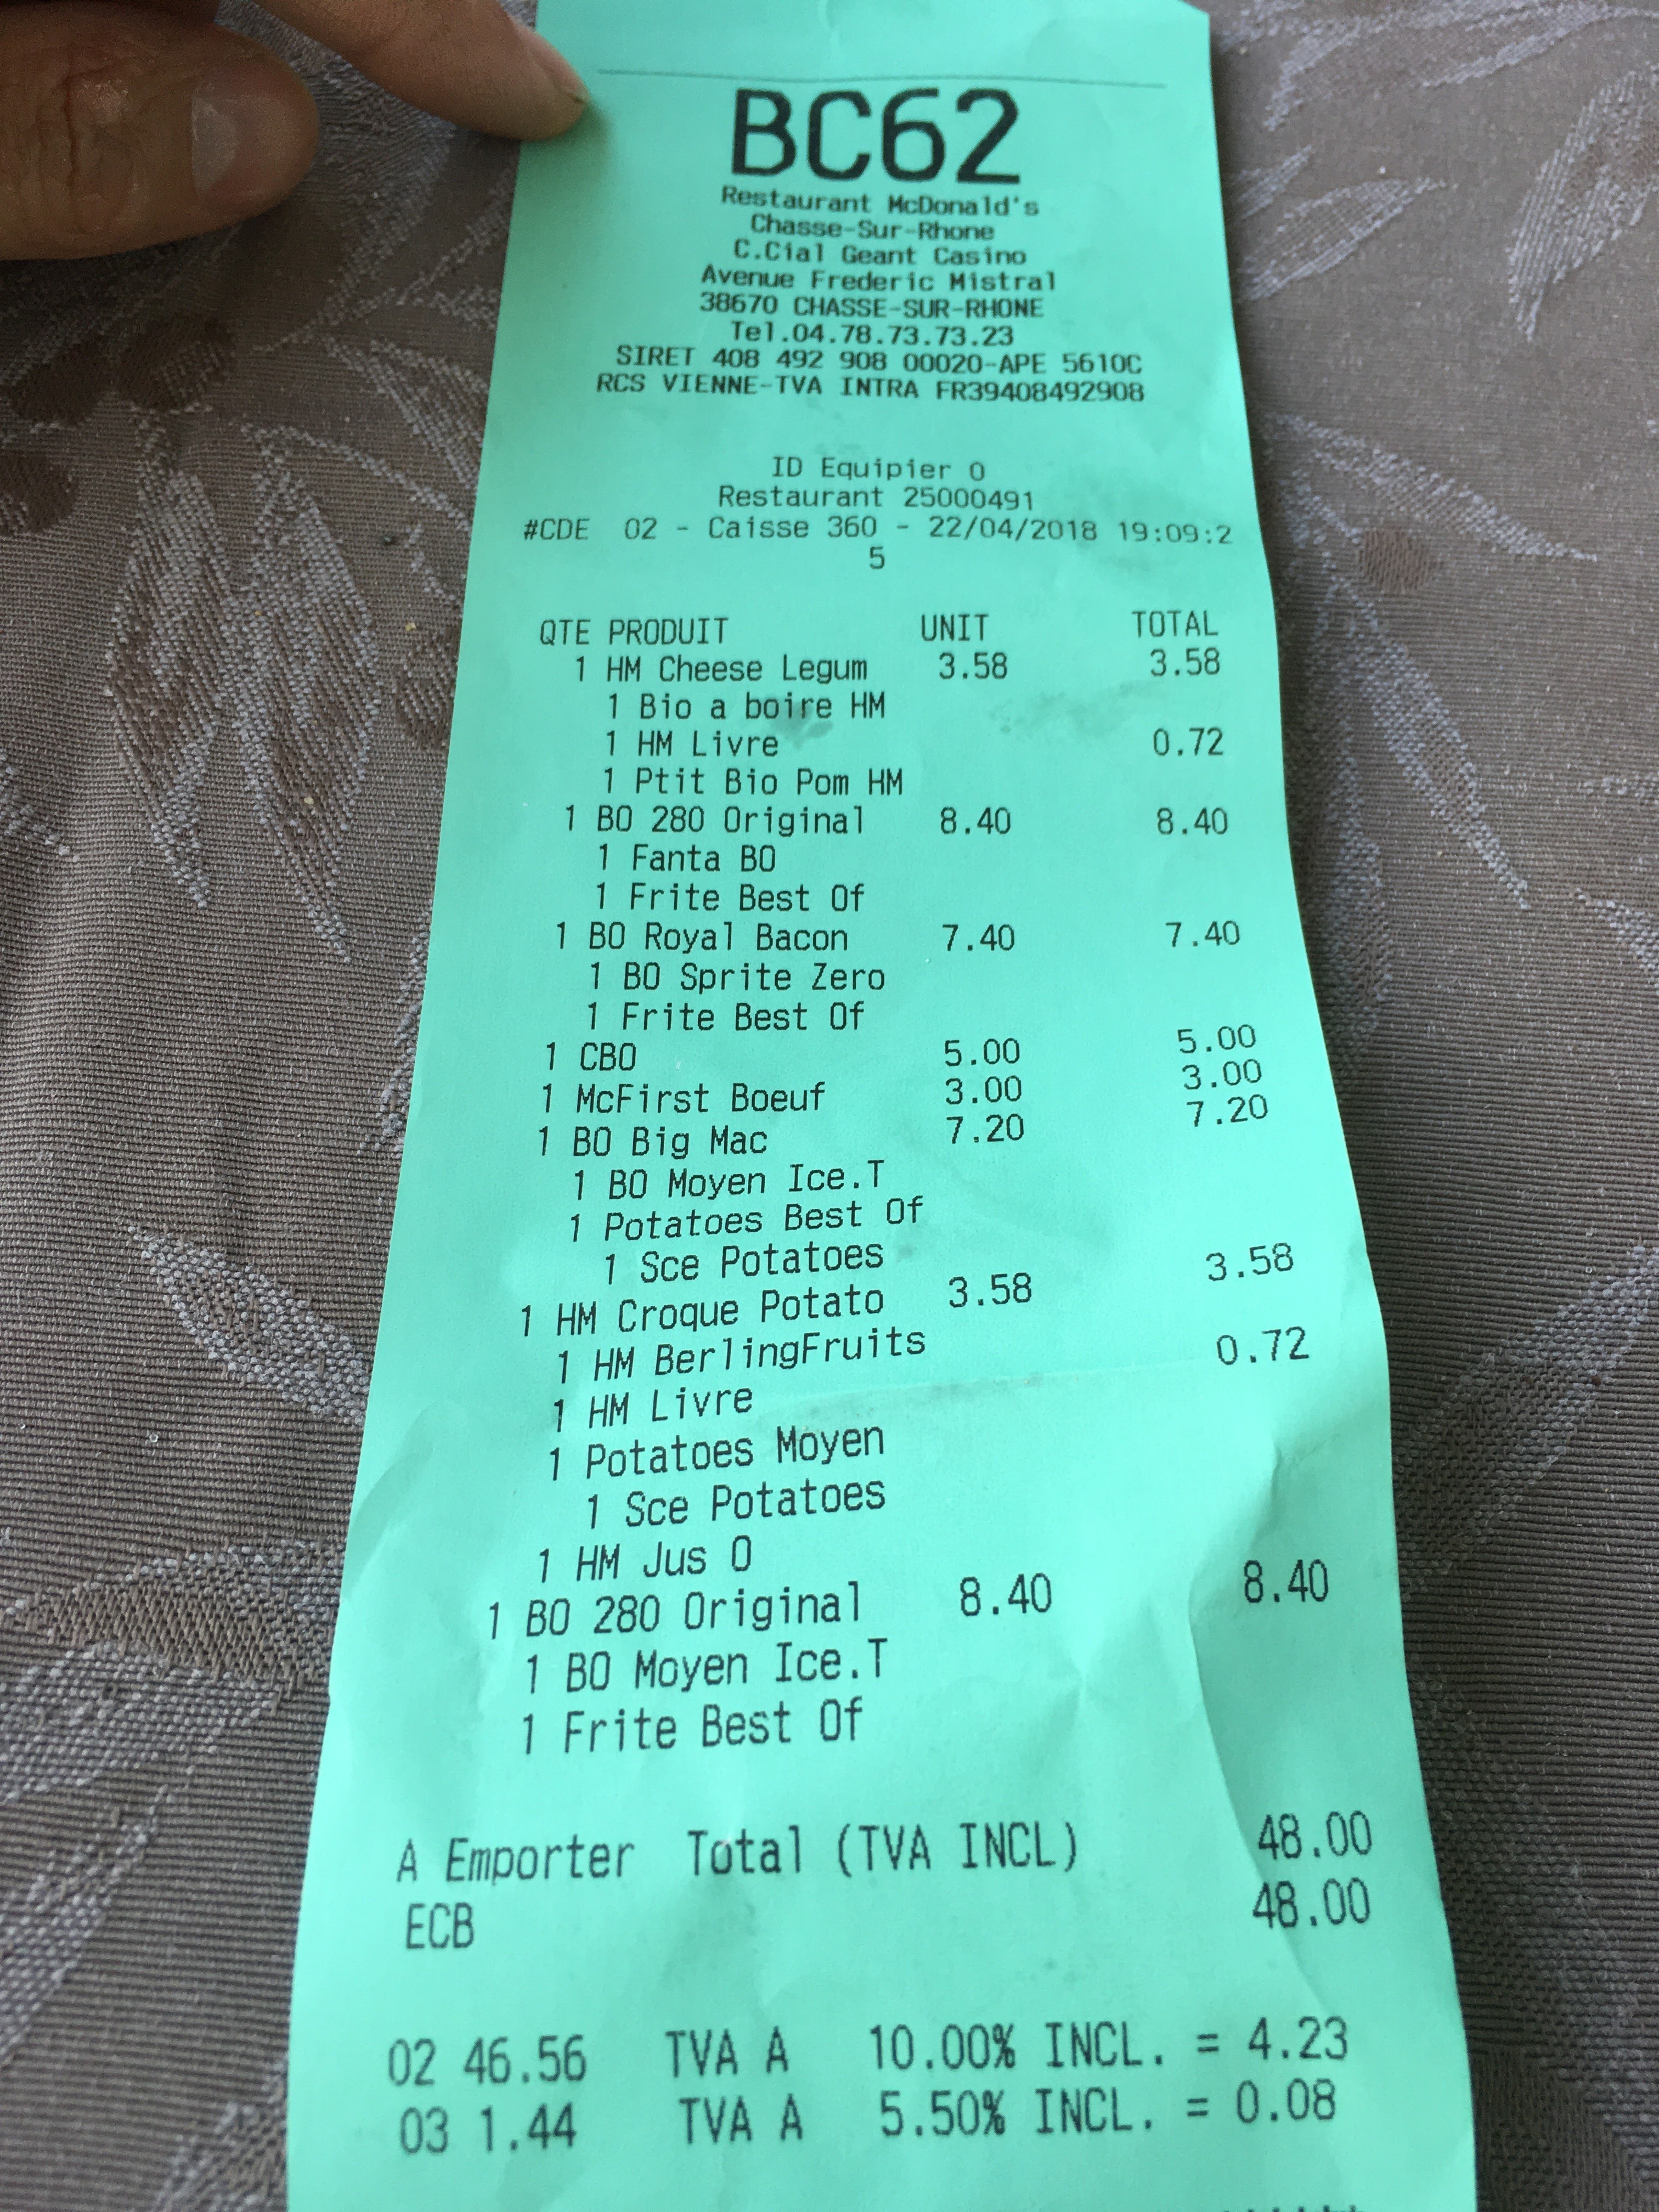 BC62
Restaurant McDonald's
Chasse-Sur-Rhone
C.Cial Geant Casino
Avenue Frederic Mistral
38670 CHASSE-SUR-RHONE
Tel.04.78.73.73.23
SIRET 408 492 908 00020-APE 5610C
RCS VIENNE-TVA INTRA FR39408492908
ID Equipier 0
Restaurant 25000491
#CDE 02 - Caisse 360 - 22/04/2018 19:09:2
5
QTE PRODUIT UNIT TOTAL
1 HM Cheese Legum 3.58 3.58
1 Bio a boire HM
1 HM Livre 0.72
1 Ptit Bio Pom HM
1 BO 280 Original 8.40 8.40
1 Fanta BO
1 Frite Best Of
1 BO Royal Bacon 7.40 7.40
1 BO Sprite Zero
1 Frite Best Of
1 CBO 5.00 5.00
1 McFirst Boeuf 3.00 3.00
1 BO Big Mac 7.20 7.20
1 BO Moyen Ice.T
1 Potatoes Best Of
1 Sce Potatoes
1 HM Croque Potato 3.58 3.58
1 HM BerlingFruits
1 HM Livre 0.72
1 Potatoes Moyen
1 Sce Potatoes
1 HM Jus O
1 BO 280 Original 8.40 8.40
1 BO Moyen Ice.T
1 Frite Best Of
A Emporter Total (TVA INCL) 48.00
ECB 48.00
02 46.56 TVA A 10.00% INCL. = 4.23
03 1.44 TVA A 5.50% INCL. = 0.08